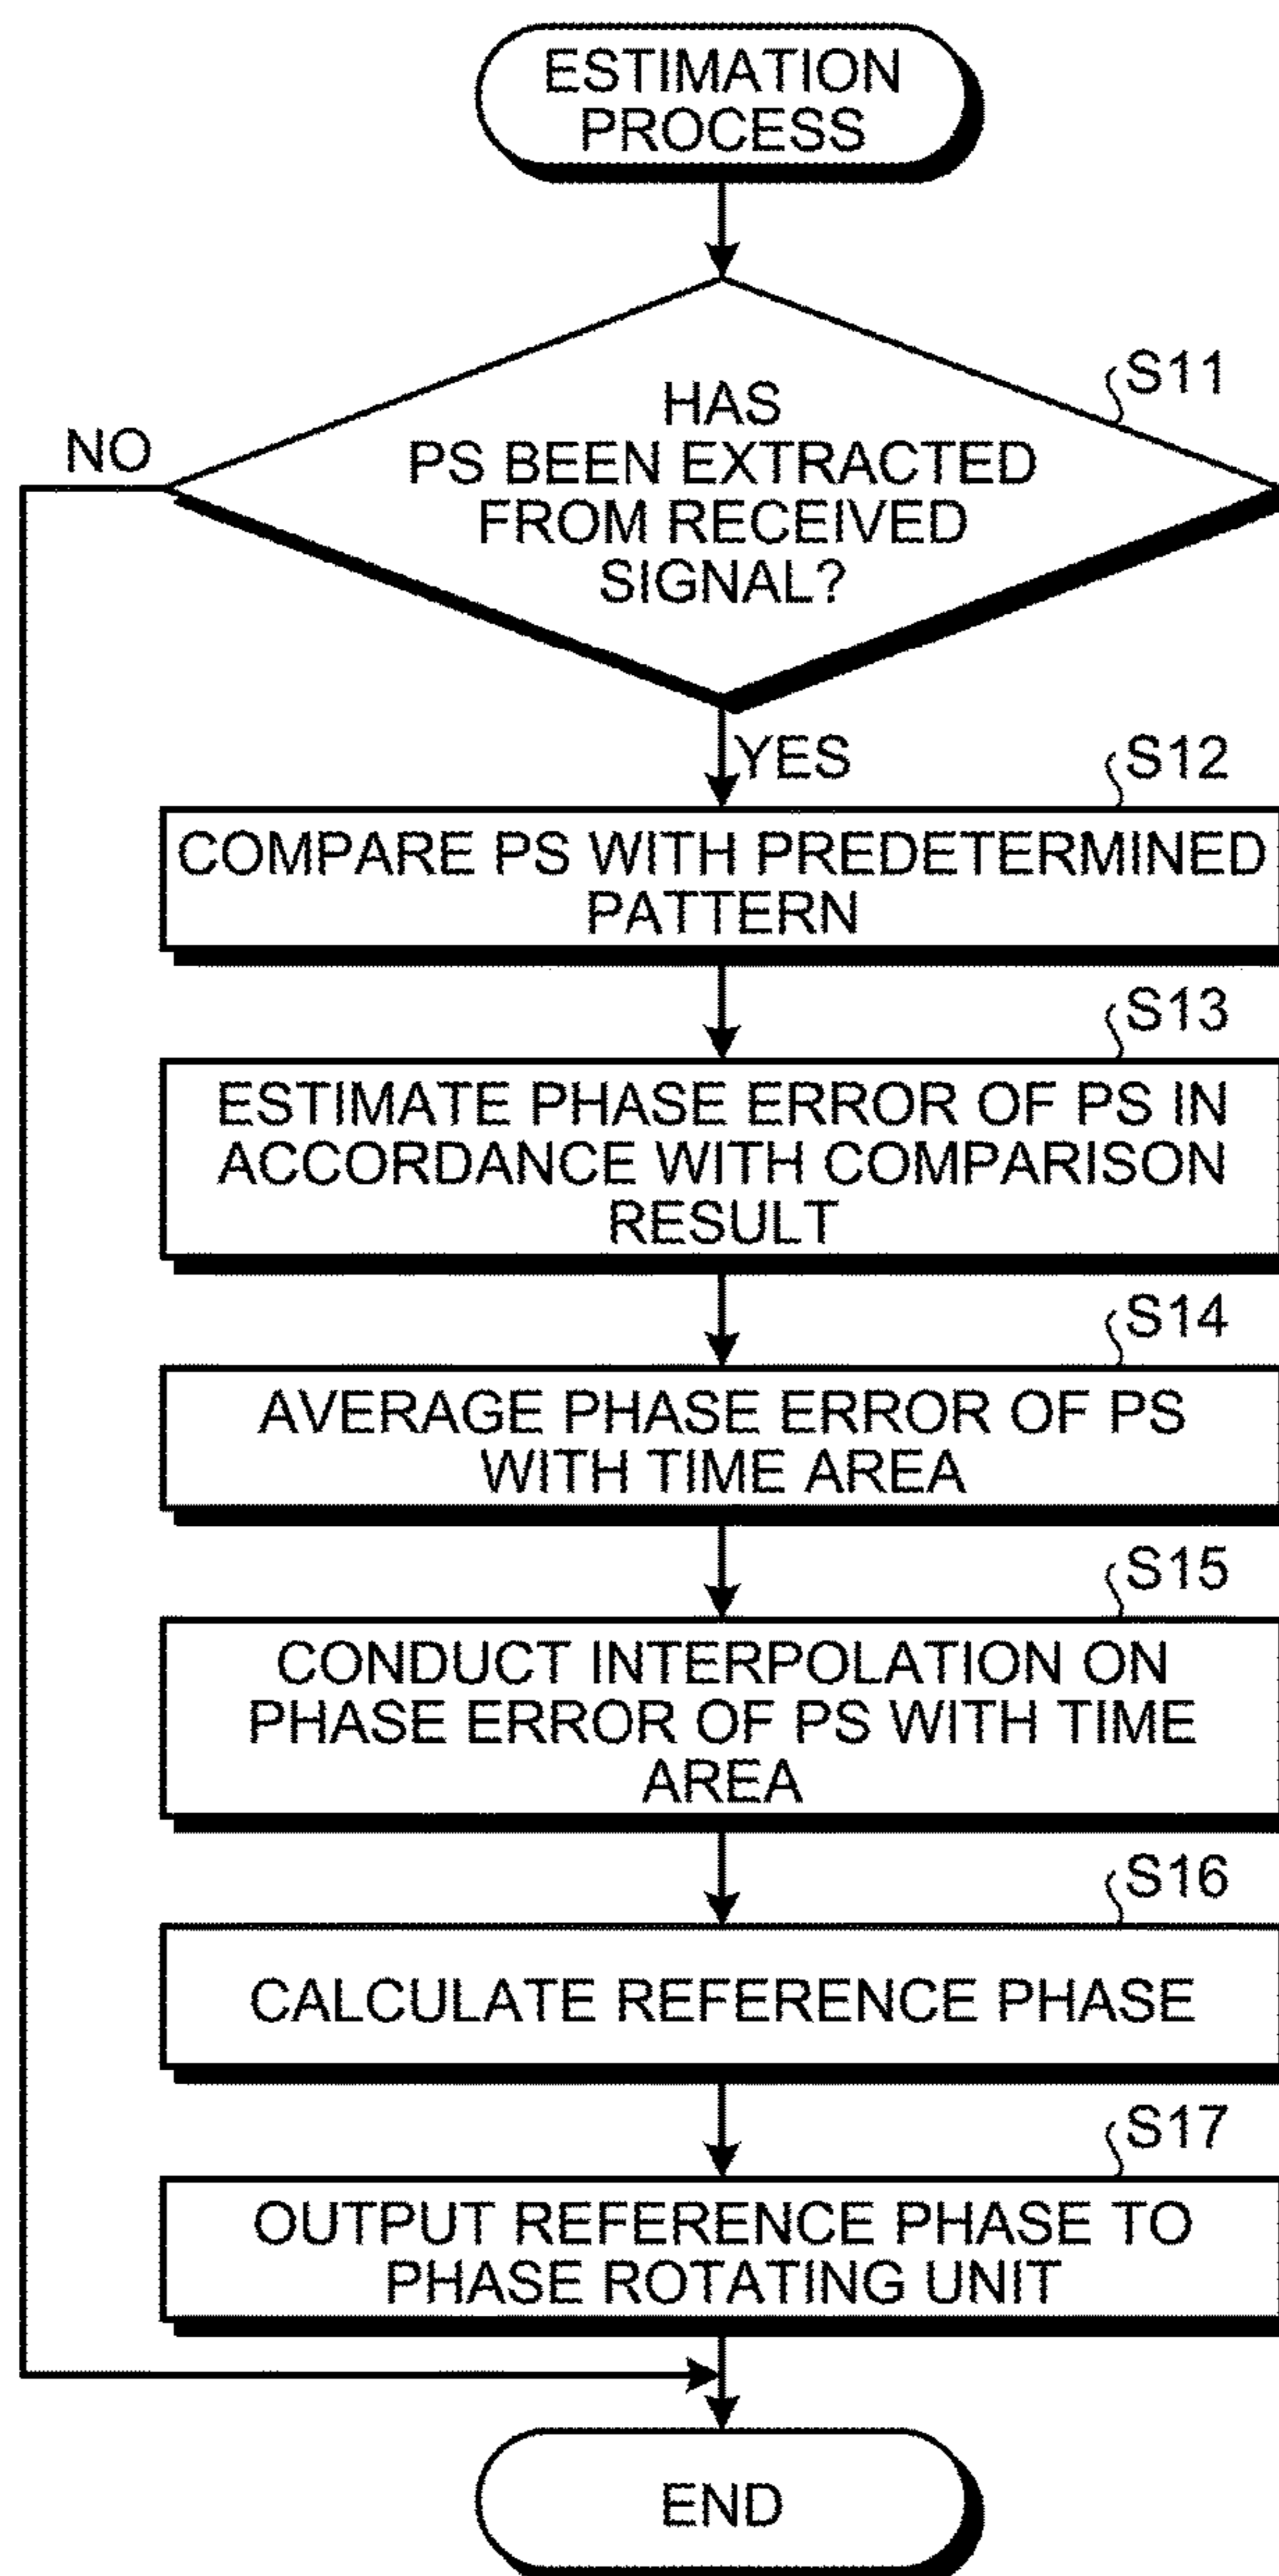 ESTIMATION
PROCESS
S11
HAS
PS BEEN EXTRACTED
FROM RECEIVED
SIGNAL?
NO
YES
S12
COMPARE PS WITH PREDETERMINED
PATTERN
S13
ESTIMATE PHASE ERROR OF PS IN
ACCORDANCE WITH COMPARISON
RESULT
S14
AVERAGE PHASE ERROR OF PS
WITH TIME AREA
S15
CONDUCT INTERPOLATION ON
PHASE ERROR OF PS WITH TIME
AREA
S16
CALCULATE REFERENCE PHASE
S17
OUTPUT REFERENCE PHASE TO
PHASE ROTATING UNIT
END